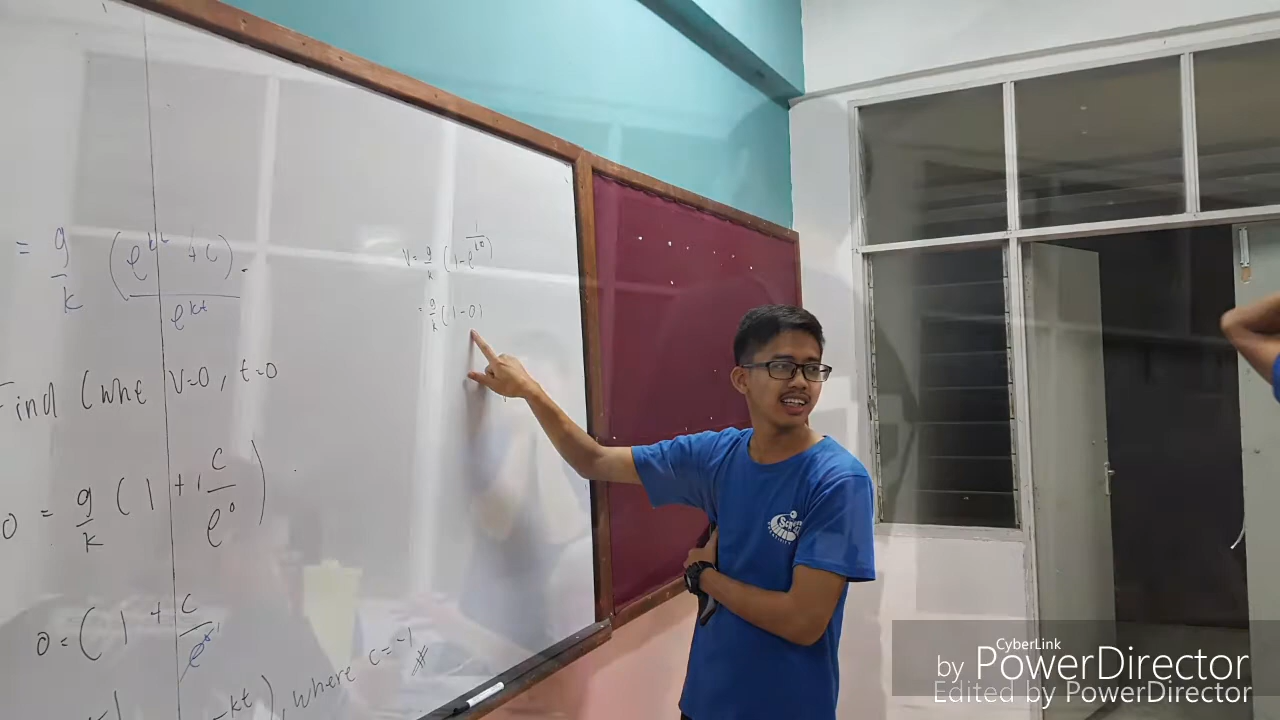 = g/k (e^kt + c)/e^kt
Find C whe V=0, t=0
0 = g/k (1 + c/e^0)
0 = (1 + c/e^0)
-kt), where c=-1
V= g/k (1-e^
= g/k (1-0)
CyberLink
by PowerDirector
Edited by PowerDirector